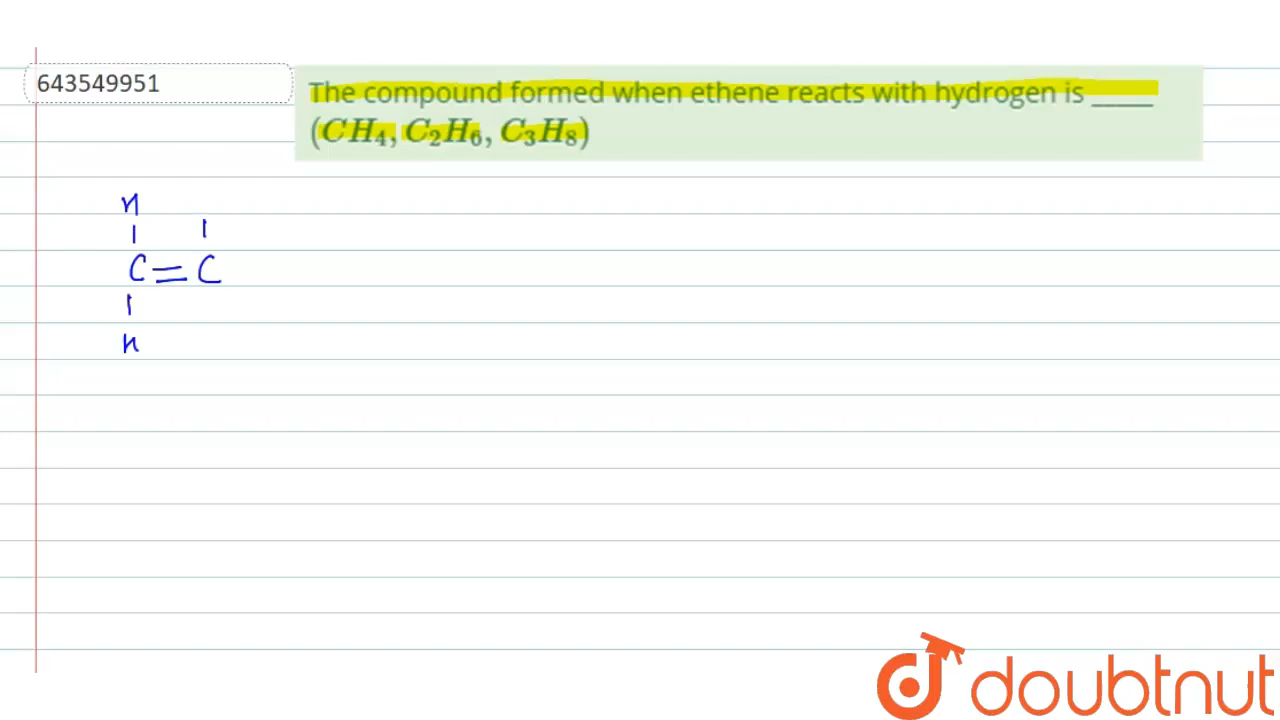 643549951
The compound formed when ethene reacts with hydrogen is _____
(CH₄, C₂H₆, C₃H₈)
H
C=C
H
doubtnut